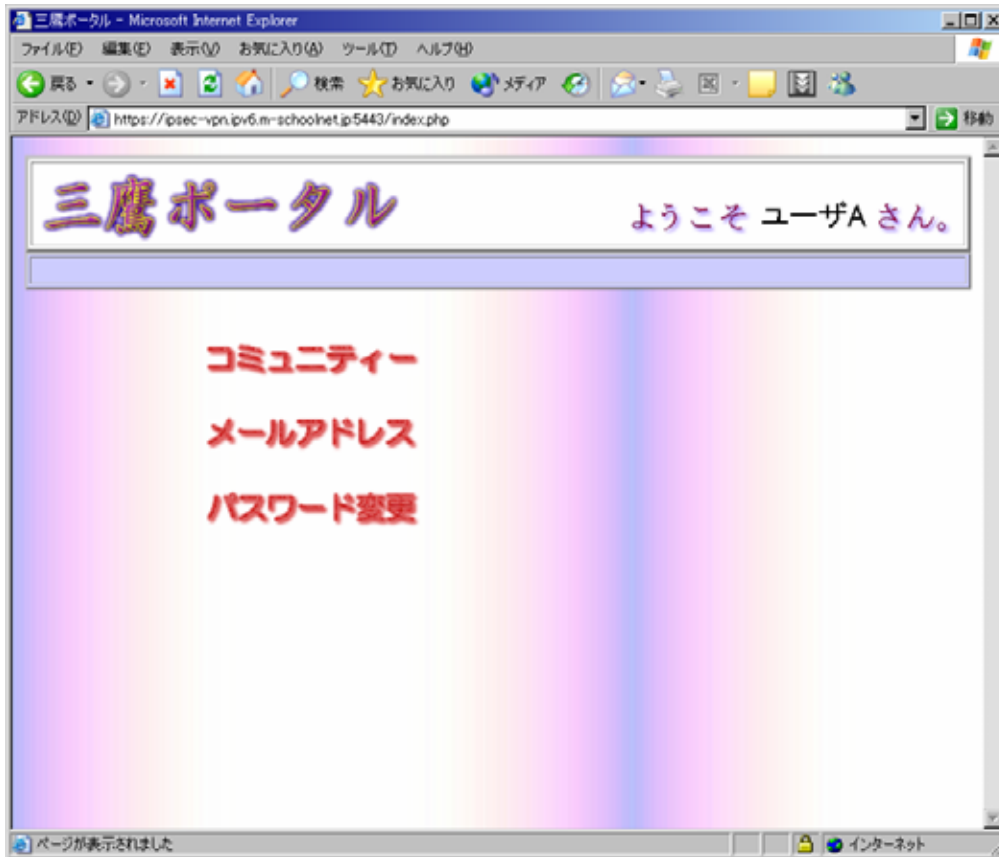 三鷹ポータル - Microsoft Internet Explorer
ファイル(F) 編集(E) 表示(V) お気に入り(A) ツール(T) ヘルプ(H)
戻る 検索 お気に入り メディア
アドレス(D) https://ipsec-vpn.ipv6.m-schoolnet.jp:5443/index.php 移動
三鷹ポータル ようこそ ユーザA さん。
コミュニティー
メールアドレス
パスワード変更
ページが表示されました インターネット